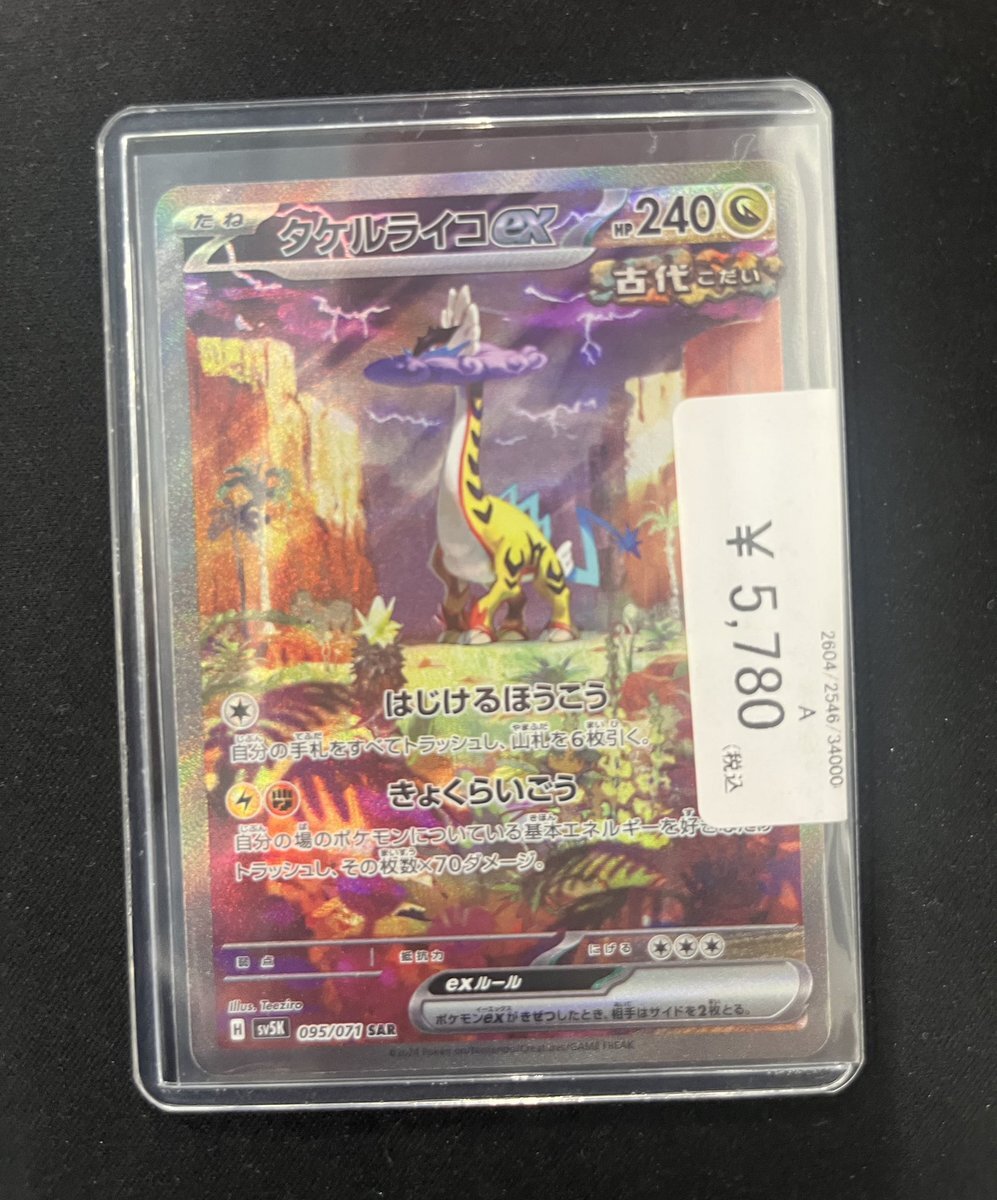 たね
タケルライコex
HP240
古代 こだい
はじけるほうこう
自分の手札をすべてトラッシュし、山札を6枚引く。
きょくらいごう
自分の場のポケモンについている基本エネルギーを好きなだけ
トラッシュし、その枚数×70ダメージ。
弱点 抵抗力 にげる
exルール
ポケモンexがきぜつしたとき、相手はサイドを2枚とる。
Illus. Teeziro
H sv5K 095/071 SAR
©2024 Pokémon/Nintendo/Creatures/GAME FREAK
¥5,780
(税込
A
2604/2546/34000